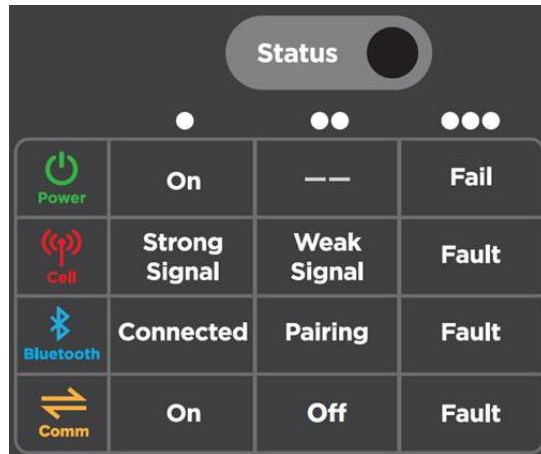 Status
Power
On
——
Fail
Cell
Strong
Signal
Weak
Signal
Fault
Bluetooth
Connected
Pairing
Fault
Comm
On
Off
Fault